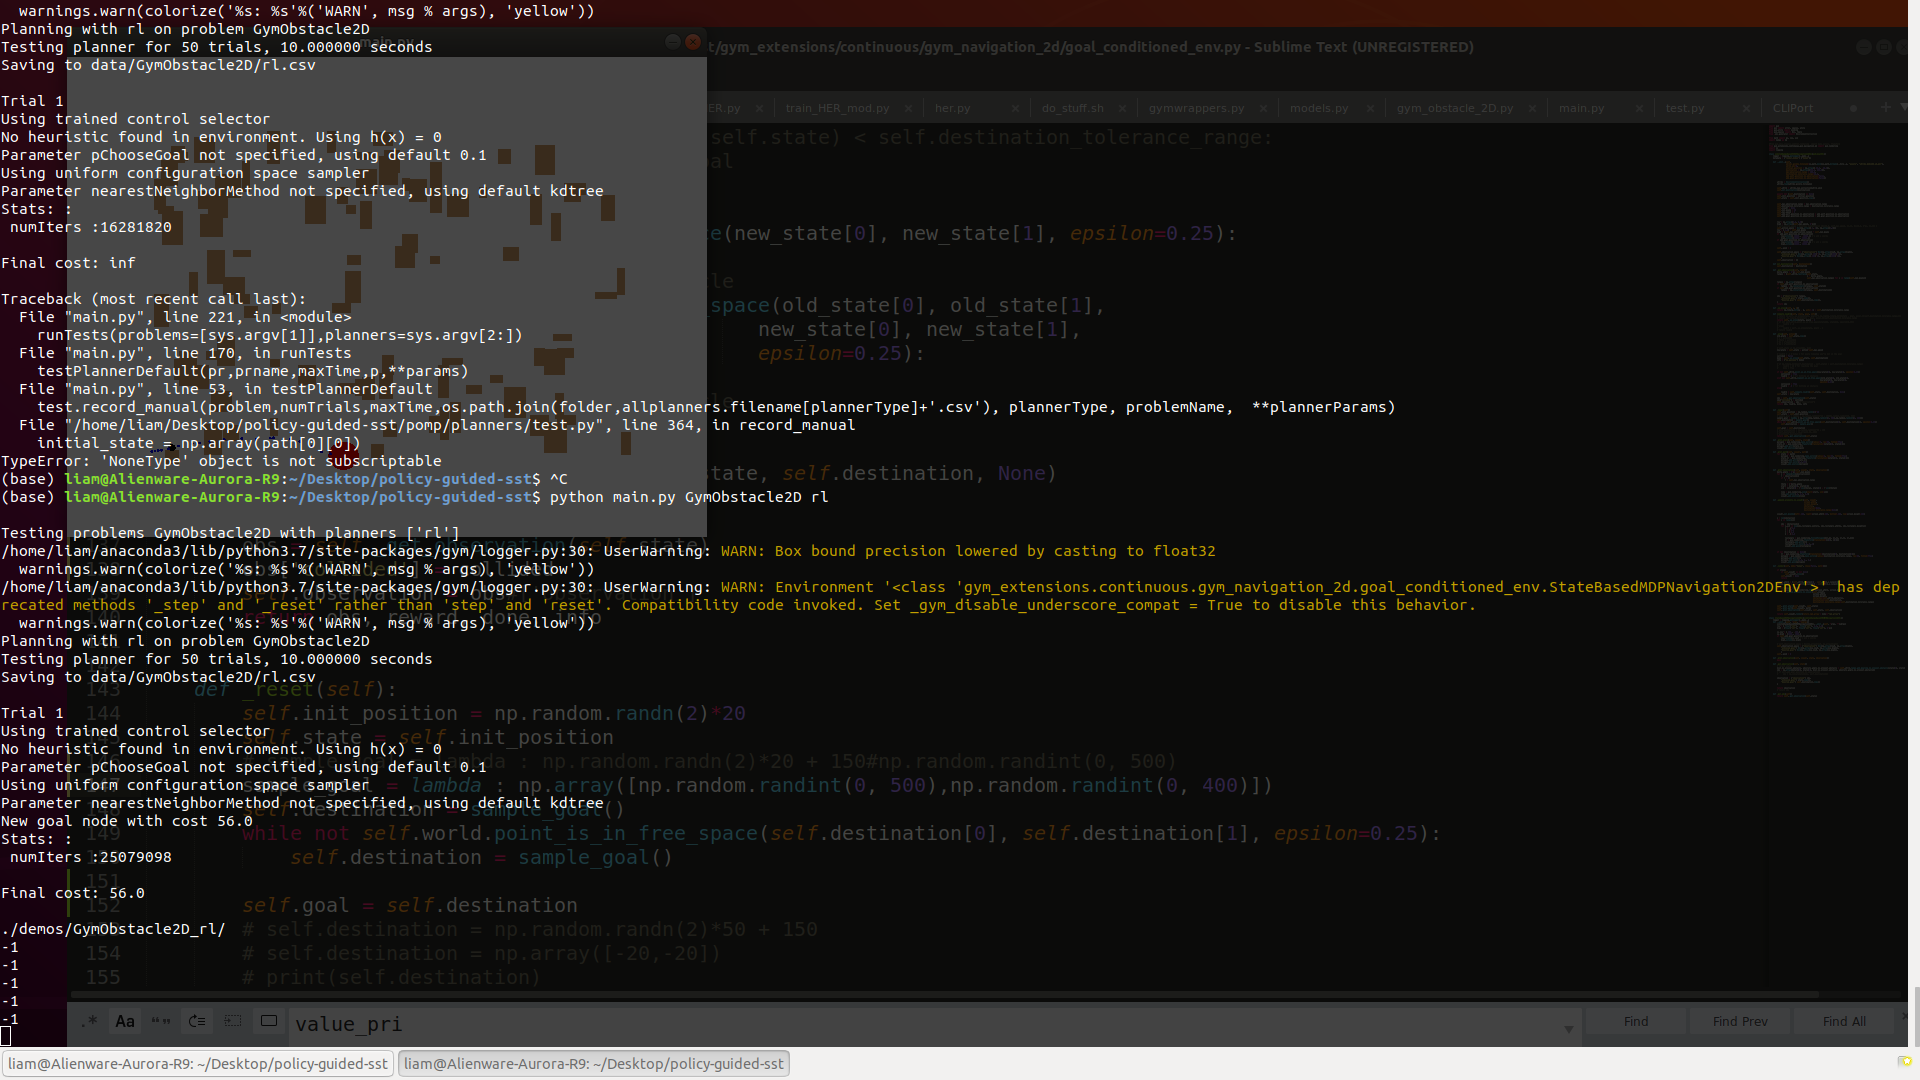 warnings.warn(colorize('%s: %s'%('WARN', msg % args), 'yellow'))
Planning with rl on problem GymObstacle2D
Testing planner for 50 trials, 10.000000 seconds
Saving to data/GymObstacle2D/rl.csv
Trial 1
Using trained control selector
No heuristic found in environment. Using h(x) = 0
Parameter pChooseGoal not specified, using default 0.1
Using uniform configuration space sampler
Parameter nearestNeighborMethod not specified, using default kdtree
Stats: :
numIters :16281820
Final cost: inf
Traceback (most recent call last):
File "main.py", line 221, in <module>
runTests(problems=[sys.argv[1]],planners=sys.argv[2:])
File "main.py", line 170, in runTests
testPlannerDefault(pr,prname,maxTime,p,**params)
File "main.py", line 53, in testPlannerDefault
test.record_manual(problem,numTrials,maxTime,os.path.join(folder,allplanners.filename[plannerType]+'.csv'), plannerType, problemName,  **plannerParams)
File "/home/liam/Desktop/policy-guided-sst/pomp/planners/test.py", line 364, in record_manual
initial_state = np.array(path[0][0])
TypeError: 'NoneType' object is not subscriptable
(base) liam@Alienware-Aurora-R9:~/Desktop/policy-guided-sst$ ^C
(base) liam@Alienware-Aurora-R9:~/Desktop/policy-guided-sst$ python main.py GymObstacle2D rl
Testing problems GymObstacle2D with planners ['rl']
/home/liam/anaconda3/lib/python3.7/site-packages/gym/logger.py:30: UserWarning: WARN: Box bound precision lowered by casting to float32
warnings.warn(colorize('%s: %s'%('WARN', msg % args), 'yellow'))
/home/liam/anaconda3/lib/python3.7/site-packages/gym/logger.py:30: UserWarning: WARN: Environment '<class 'gym_extensions.continuous.gym_navigation_2d.goal_conditioned_env.StateBasedMDPNavigation2DEnv'>' has dep
recated methods '_step' and '_reset' rather than 'step' and 'reset'. Compatibility code invoked. Set _gym_disable_underscore_compat = True to disable this behavior.
warnings.warn(colorize('%s: %s'%('WARN', msg % args), 'yellow'))
Planning with rl on problem GymObstacle2D
Testing planner for 50 trials, 10.000000 seconds
Saving to data/GymObstacle2D/rl.csv
Trial 1
Using trained control selector
No heuristic found in environment. Using h(x) = 0
Parameter pChooseGoal not specified, using default 0.1
Using uniform configuration space sampler
Parameter nearestNeighborMethod not specified, using default kdtree
New goal node with cost 56.0
Stats: :
numIters :25079098
Final cost: 56.0
./demos/GymObstacle2D_rl/
-1
-1
-1
-1
-1
main.py
t/gym_extensions/continuous/gym_navigation_2d/goal_conditioned_env.py - Sublime Text (UNREGISTERED)
ER.py
train_HER_mod.py
her.py
do_stuff.sh
gymwrappers.py
models.py
gym_obstacle_2D.py
main.py
test.py
CLIPort
self.state) < self.destination_tolerance_range:
al
e(new_state[0], new_state[1], epsilon=0.25):
le
_space(old_state[0], old_state[1],
new_state[0], new_state[1],
epsilon=0.25):
tate, self.destination, None)
143 def _reset(self):
144 self.init_position = np.random.randn(2)*20
self.state = self.init_position
# sample_goal = lambda : np.random.randn(2)*20 + 150#np.random.randint(0, 500)
sample_goal = lambda : np.array([np.random.randint(0, 500),np.random.randint(0, 400)])
self.destination = sample_goal()
149 while not self.world.point_is_in_free_space(self.destination[0], self.destination[1], epsilon=0.25):
self.destination = sample_goal()
151
152 self.goal = self.destination
# self.destination = np.random.randn(2)*50 + 150
154 # self.destination = np.array([-20,-20])
155 # print(self.destination)
.* Aa
value_pri
Find
Find Prev
Find All
liam@Alienware-Aurora-R9: ~/Desktop/policy-guided-sst
liam@Alienware-Aurora-R9: ~/Desktop/policy-guided-sst